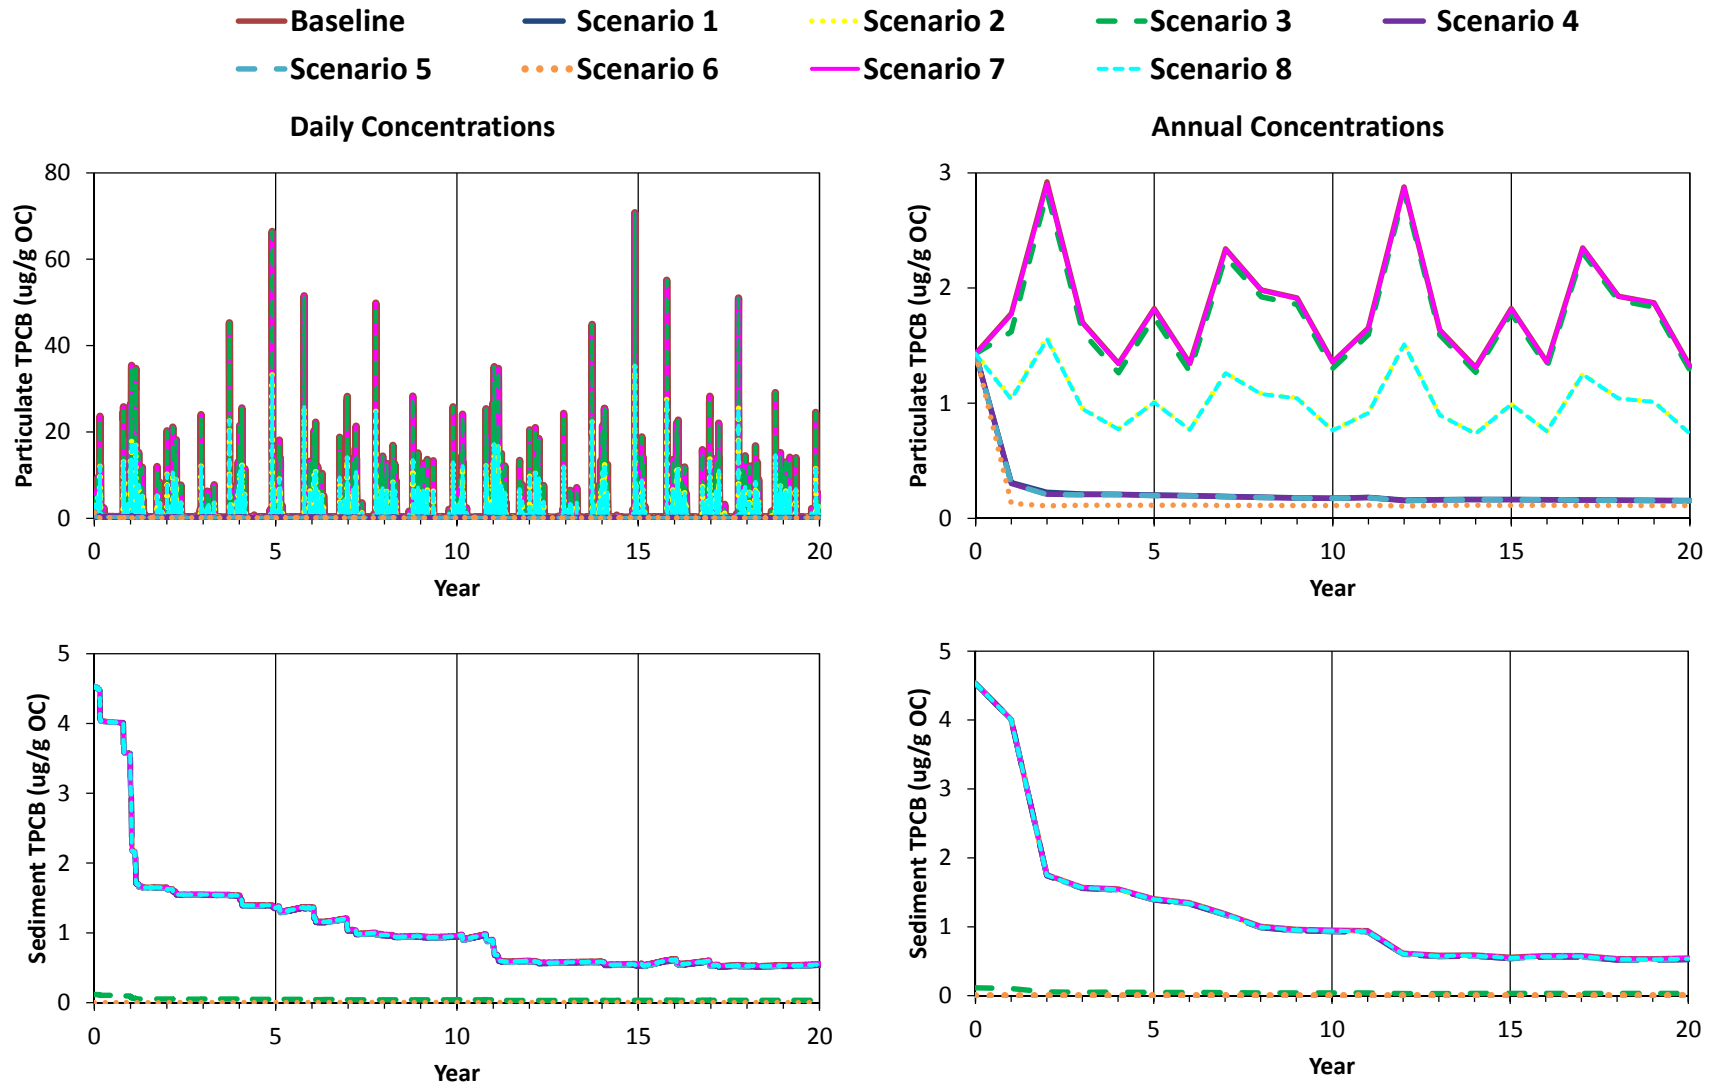 Baseline Scenario 1 Scenario 2 Scenario 3 Scenario 4
Scenario 5 Scenario 6 Scenario 7 Scenario 8
Daily Concentrations
Particulate TPCB (ug/g OC)
80
60
40
20
0
0 5 10 15 20
Year
Annual Concentrations
Particulate TPCB (ug/g OC)
3
2
1
0
0 5 10 15 20
Year
Sediment TPCB (ug/g OC)
5
4
3
2
1
0
0 5 10 15 20
Year
Sediment TPCB (ug/g OC)
5
4
3
2
1
0
0 5 10 15 20
Year